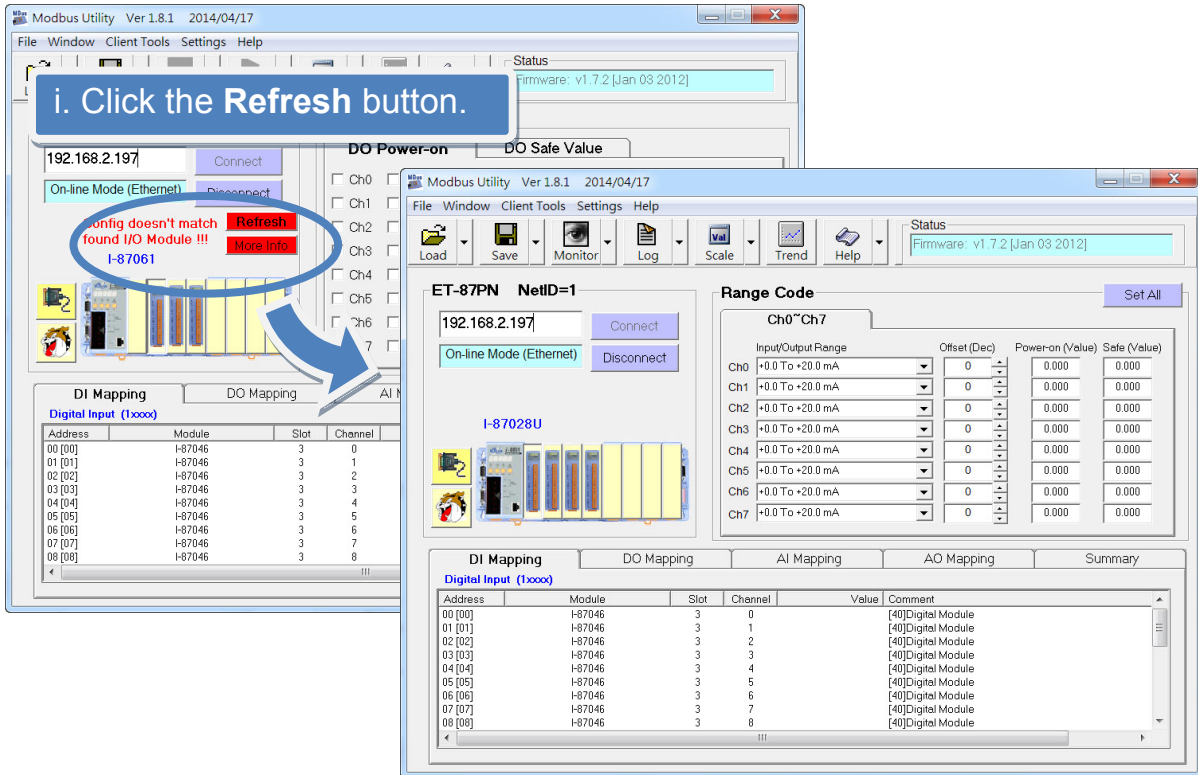 Modbus Utility Ver 1.8.1 2014/04/17
File Window Client Tools Settings Help
Status
Firmware: v1.7.2 [Jan 03 2012]
i. Click the Refresh button.
DO Power-on DO Safe Value
192.168.2.197 Connect
On-line Mode (Ethernet) Disconnect
Config doesn't match Refresh
found I/O Module !!! More Info
I-87061
Ch0
Ch1
Ch2
Ch3
Ch4
Ch5
Ch6
7
DI Mapping DO Mapping AI
Digital Input (1xxxx)
Address Module Slot Channel
00 [00] I-87046 3 0
01 [01] I-87046 3 1
02 [02] I-87046 3 2
03 [03] I-87046 3 3
04 [04] I-87046 3 4
05 [05] I-87046 3 5
06 [06] I-87046 3 6
07 [07] I-87046 3 7
08 [08] I-87046 3 8
Modbus Utility Ver 1.8.1 2014/04/17
File Window Client Tools Settings Help
Load Save Monitor Log Val Scale Trend Help
Status
Firmware: v1.7.2 [Jan 03 2012]
ET-87PN NetID=1
192.168.2.197 Connect
On-line Mode (Ethernet) Disconnect
I-87028U
Range Code Set All
Ch0~Ch7
Input/Output Range Offset (Dec) Power-on (Value) Safe (Value)
Ch0 +0.0 To +20.0 mA 0 0.000 0.000
Ch1 +0.0 To +20.0 mA 0 0.000 0.000
Ch2 +0.0 To +20.0 mA 0 0.000 0.000
Ch3 +0.0 To +20.0 mA 0 0.000 0.000
Ch4 +0.0 To +20.0 mA 0 0.000 0.000
Ch5 +0.0 To +20.0 mA 0 0.000 0.000
Ch6 +0.0 To +20.0 mA 0 0.000 0.000
Ch7 +0.0 To +20.0 mA 0 0.000 0.000
DI Mapping DO Mapping AI Mapping AO Mapping Summary
Digital Input (1xxxx)
Address Module Slot Channel Value Comment
00 [00] I-87046 3 0 [40]Digital Module
01 [01] I-87046 3 1 [40]Digital Module
02 [02] I-87046 3 2 [40]Digital Module
03 [03] I-87046 3 3 [40]Digital Module
04 [04] I-87046 3 4 [40]Digital Module
05 [05] I-87046 3 5 [40]Digital Module
06 [06] I-87046 3 6 [40]Digital Module
07 [07] I-87046 3 7 [40]Digital Module
08 [08] I-87046 3 8 [40]Digital Module